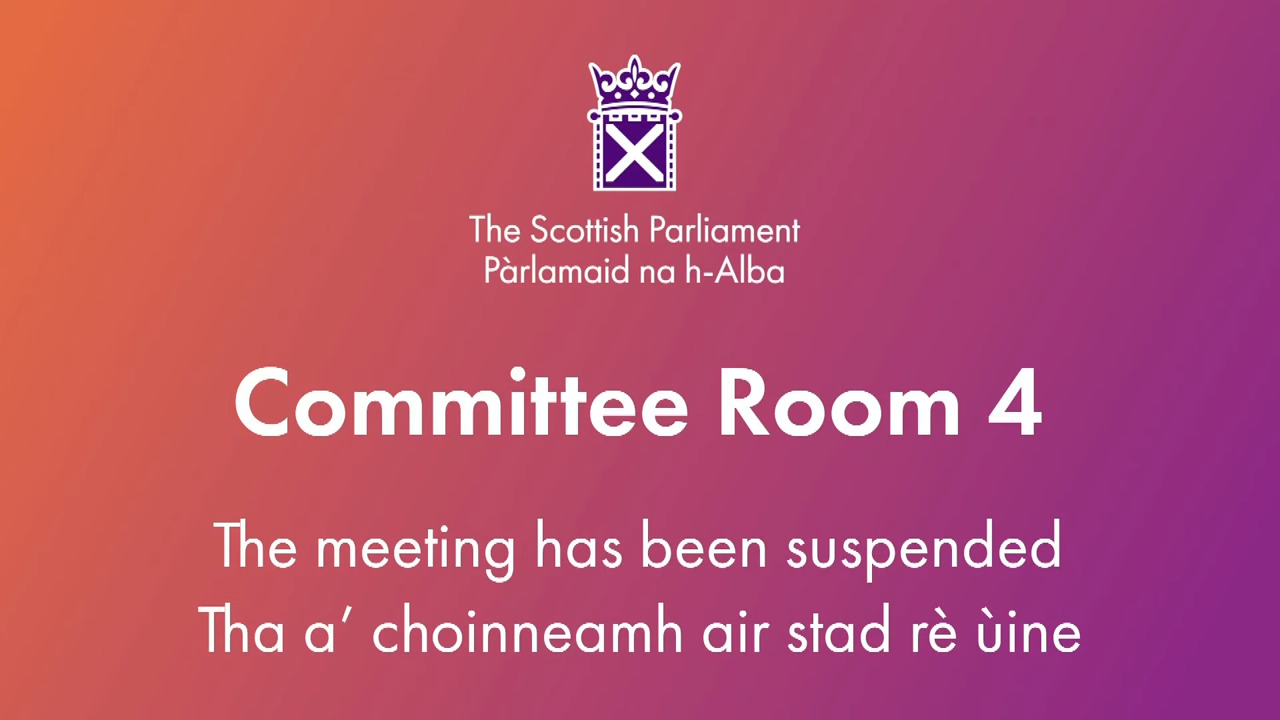 The Scottish Parliament
Pàrlamaid na h-Alba
Committee Room 4
The meeting has been suspended
Tha a’ choinneamh air stad rè ùine